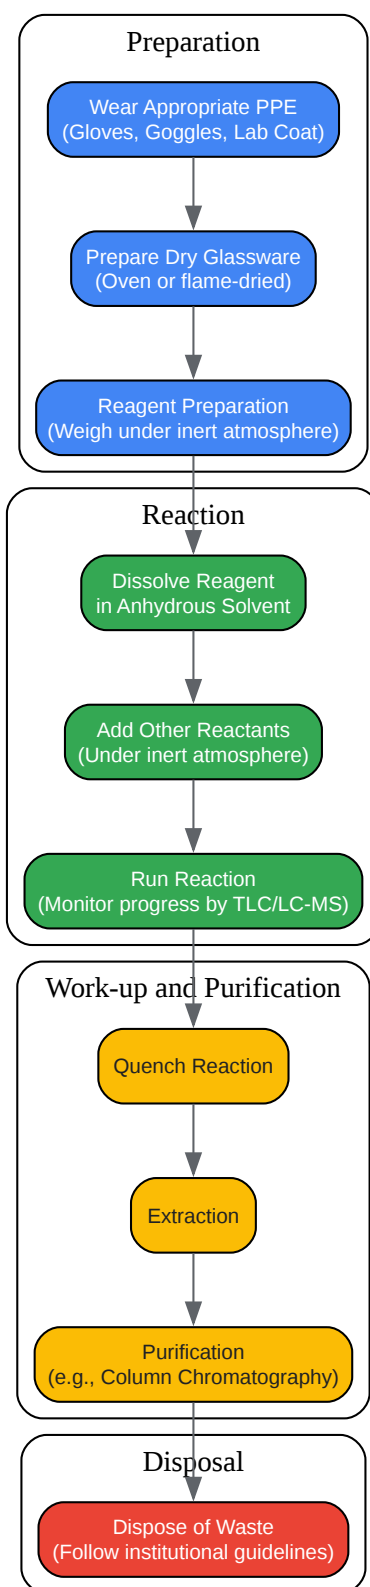 Preparation
Wear Appropriate PPE
(Gloves, Goggles, Lab Coat)
Prepare Dry Glassware
(Oven or flame-dried)
Reagent Preparation
(Weigh under inert atmosphere)
Reaction
Dissolve Reagent
in Anhydrous Solvent
Add Other Reactants
(Under inert atmosphere)
Run Reaction
(Monitor progress by TLC/LC-MS)
Work-up and Purification
Quench Reaction
Extraction
Purification
(e.g., Column Chromatography)
Disposal
Dispose of Waste
(Follow institutional guidelines)